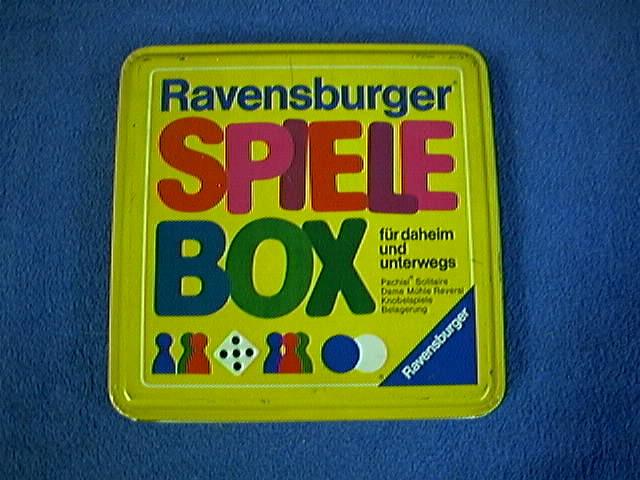 Ravensburger
SPIELE
BOX
für daheim
und
unterwegs
Pachisi® Solitaire
Dame Mühle Reversi
Knobelspiele
Belagerung
Ravensburger